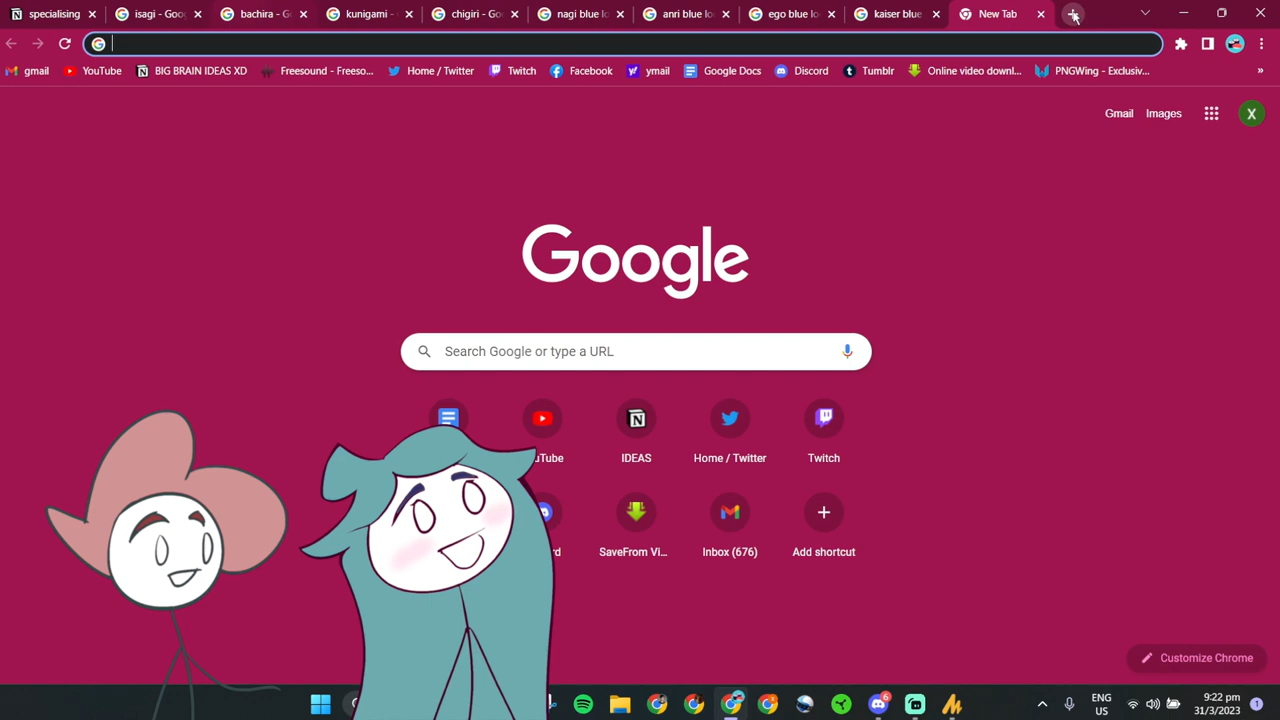 specialising
isagi - Goo
bachira - G
kunigami -
chigiri - Go
nagi blue lo
anri blue lo
ego blue lo
kaiser blue
New Tab
gmail
YouTube
BIG BRAIN IDEAS XD
Freesound - Freeso...
Home / Twitter
Twitch
Facebook
ymail
Google Docs
Discord
Tumblr
Online video downl...
PNGWing - Exclusiv...
»
Gmail
Images
X
Google
Search Google or type a URL
uTube
IDEAS
Home / Twitter
Twitch
rd
SaveFrom Vi...
Inbox (676)
Add shortcut
Customize Chrome
6
ENG
US
9:22 pm
31/3/2023
1